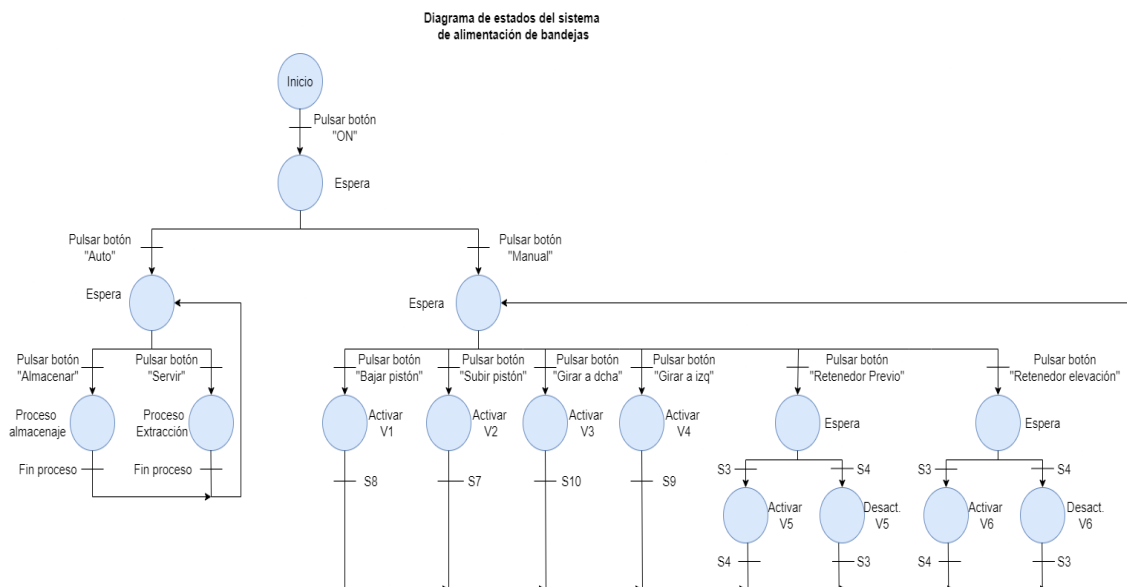 Diagrama de estados del sistema
de alimentación de bandejas
Inicio
Pulsar botón
"ON"
Espera
Pulsar botón
"Auto"
Pulsar botón
"Manual"
Espera
Espera
Pulsar botón
"Almacenar"
Pulsar botón
"Servir"
Pulsar botón
"Bajar pistón"
Pulsar botón
"Subir pistón"
Pulsar botón
"Girar a dcha"
Pulsar botón
"Girar a izq"
Pulsar botón
"Retenedor Previo"
Pulsar botón
"Retenedor elevación"
Proceso
almacenaje
Proceso
Extracción
Activar
V1
Activar
V2
Activar
V3
Activar
V4
Espera
Espera
Fin proceso
Fin proceso
S8
S7
S10
S9
S3
S4
S3
S4
Activar
V5
Desact.
V5
Activar
V6
Desact.
V6
S4
S3
S4
S3